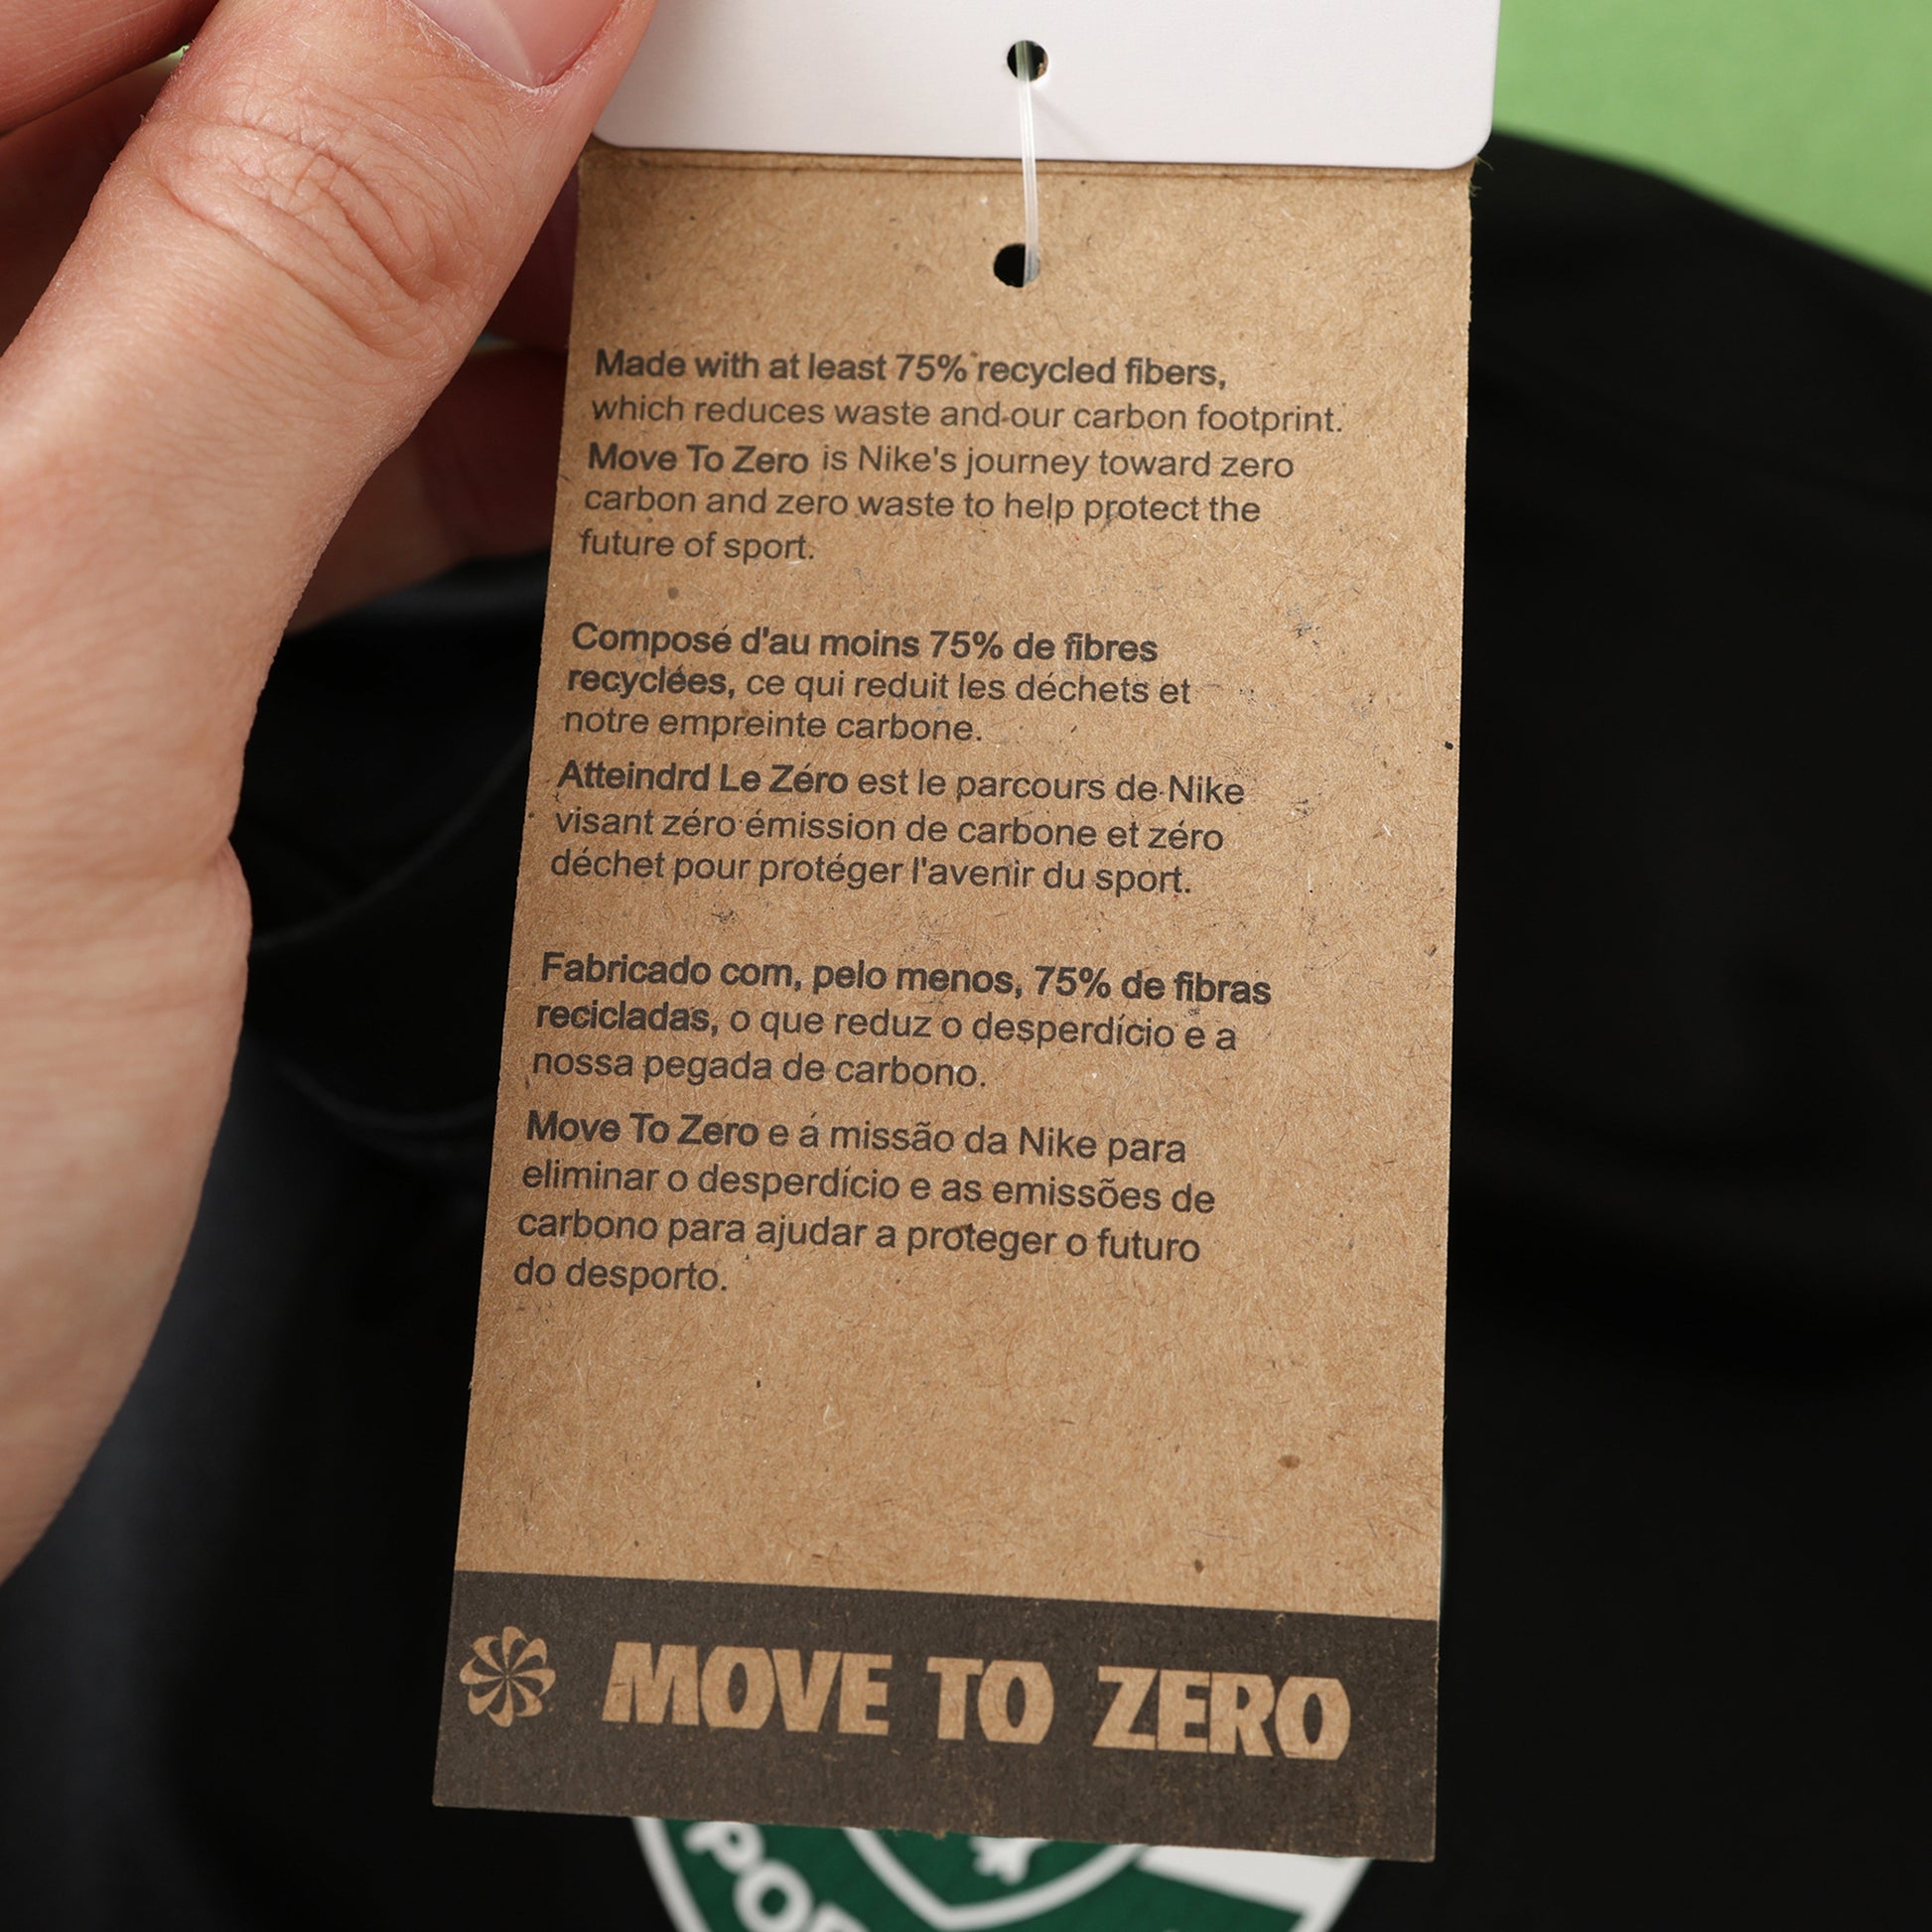 Made with at least 75% recycled fibers,
which reduces waste and our carbon footprint.
Move To Zero is Nike's journey toward zero
carbon and zero waste to help protect the
future of sport.
Composé d'au moins 75% de fibres
recyclées, ce qui reduit les déchets et
notre empreinte carbone.
Atteindrd Le Zéro est le parcours de Nike
visant zéro émission de carbone et zéro
déchet pour protéger l'avenir du sport.
Fabricado com, pelo menos, 75% de fibras
recicladas, o que reduz o desperdício e a
nossa pegada de carbono.
Move To Zero e á missão da Nike para
eliminar o desperdício e as emissões de
carbono para ajudar a proteger o futuro
do desporto.
MOVE TO ZERO